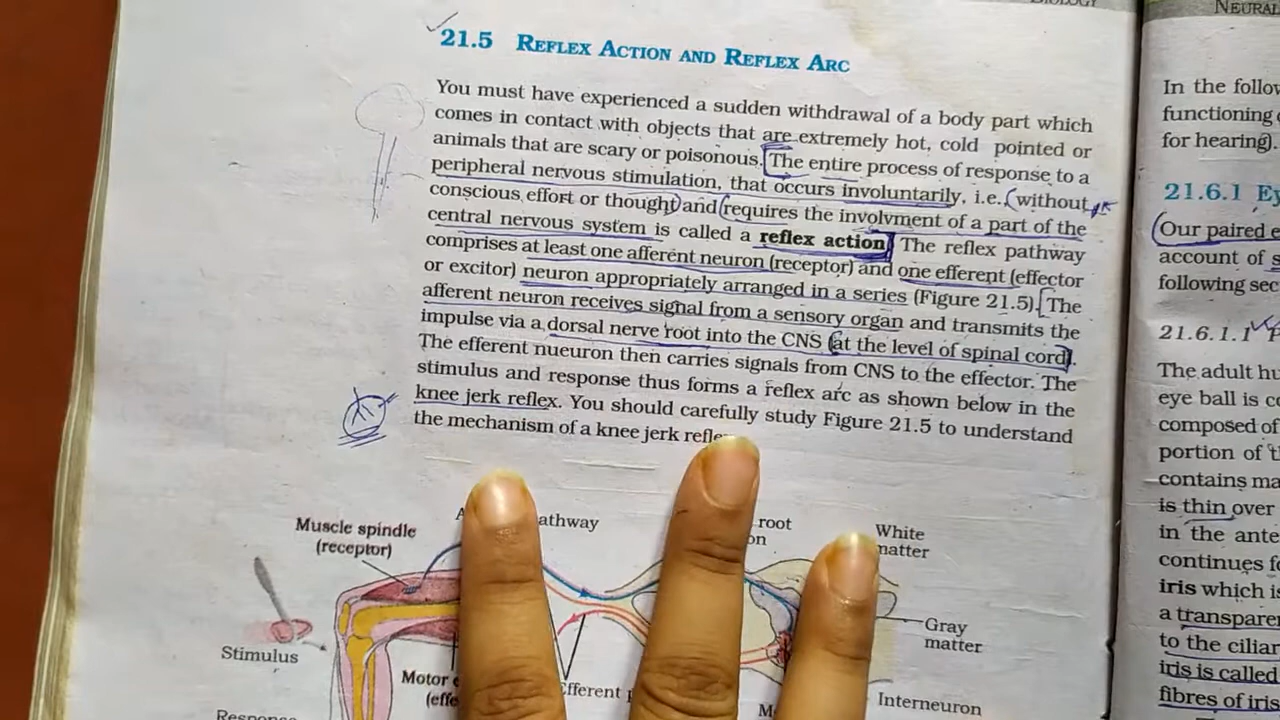 BIOLOGY
21.5 REFLEX ACTION AND REFLEX ARC
You must have experienced a sudden withdrawal of a body part which
comes in contact with objects that are extremely hot, cold pointed or
animals that are scary or poisonous. The entire process of response to a
peripheral nervous stimulation, that occurs involuntarily, i.e., without
conscious effort or thought and requires the involvment of a part of the
central nervous system is called a reflex action. The reflex pathway
comprises at least one afferent neuron (receptor) and one efferent (effector
or excitor) neuron appropriately arranged in a series (Figure 21.5). The
afferent neuron receives signal from a sensory organ and transmits the
impulse via a dorsal nerve root into the CNS (at the level of spinal cord).
The efferent nueuron then carries signals from CNS to the effector. The
stimulus and response thus forms a reflex arc as shown below in the
knee jerk reflex. You should carefully study Figure 21.5 to understand
the mechanism of a knee jerk
Muscle spindle
(receptor)
root
White
matter
Stimulus
Gray
matter
Motor
Efferent
Interneuron
Response
NEURAL
In the
functioning
for hearing).
21.6.1
Our paired
account of
following
21.6.1.1
The adult
eye ball is
composed of
portion of
contains
is thin over
in the
continues
iris which
a
to the
iris is called
fibres of iris